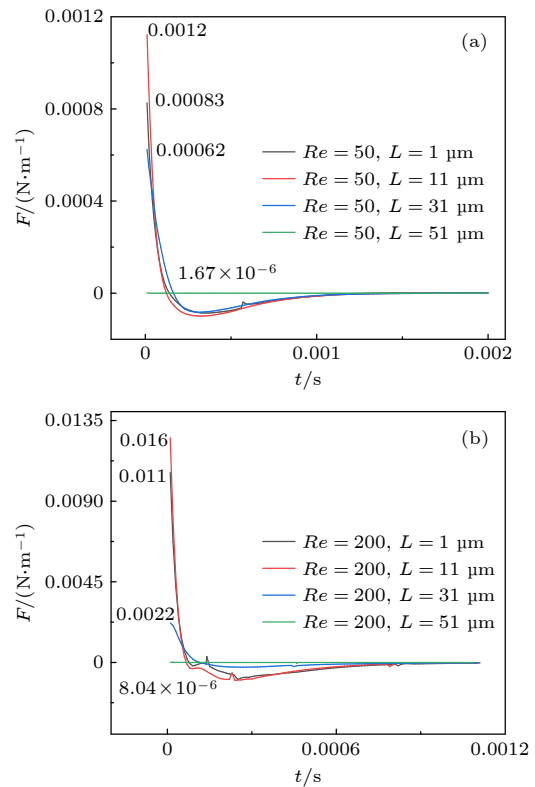 (a)
0.0012
0.0008
0.0004
0
F/(N·m⁻¹)
0.0012
0.00083
0.00062
1.67×10⁻⁶
Re = 50, L = 1 µm
Re = 50, L = 11 µm
Re = 50, L = 31 µm
Re = 50, L = 51 µm
0 0.001 0.002
t/s
(b)
0.0135
0.0090
0.0045
0
F/(N·m⁻¹)
0.016
0.011
0.0022
8.04×10⁻⁶
Re = 200, L = 1 µm
Re = 200, L = 11 µm
Re = 200, L = 31 µm
Re = 200, L = 51 µm
0 0.0006 0.0012
t/s